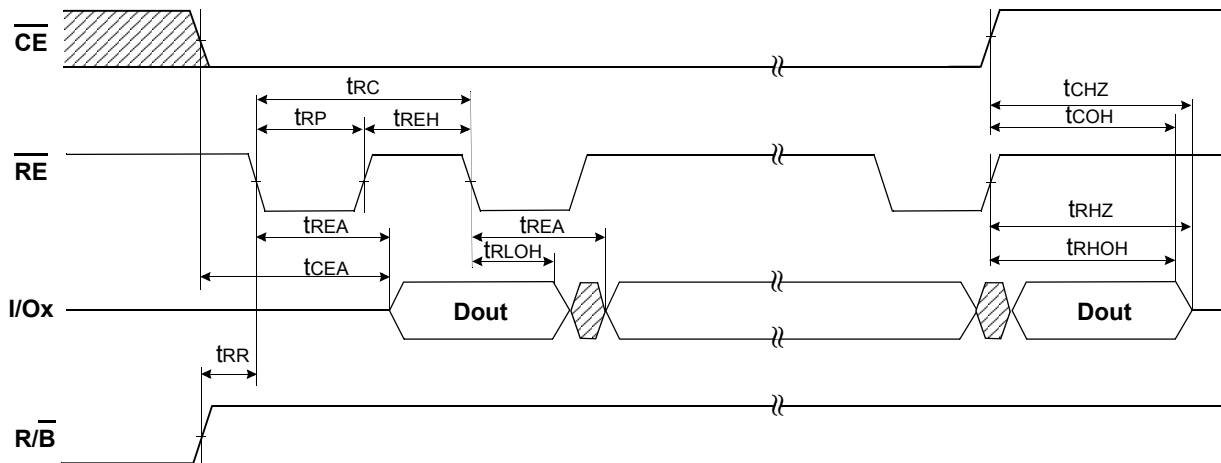 CE
tRC
tCHZ
tRP
tREH
tCOH
RE
tREA
tREA
tRHZ
tRLOH
tCEA
tRHOH
I/Ox
Dout
Dout
tRR
R/B